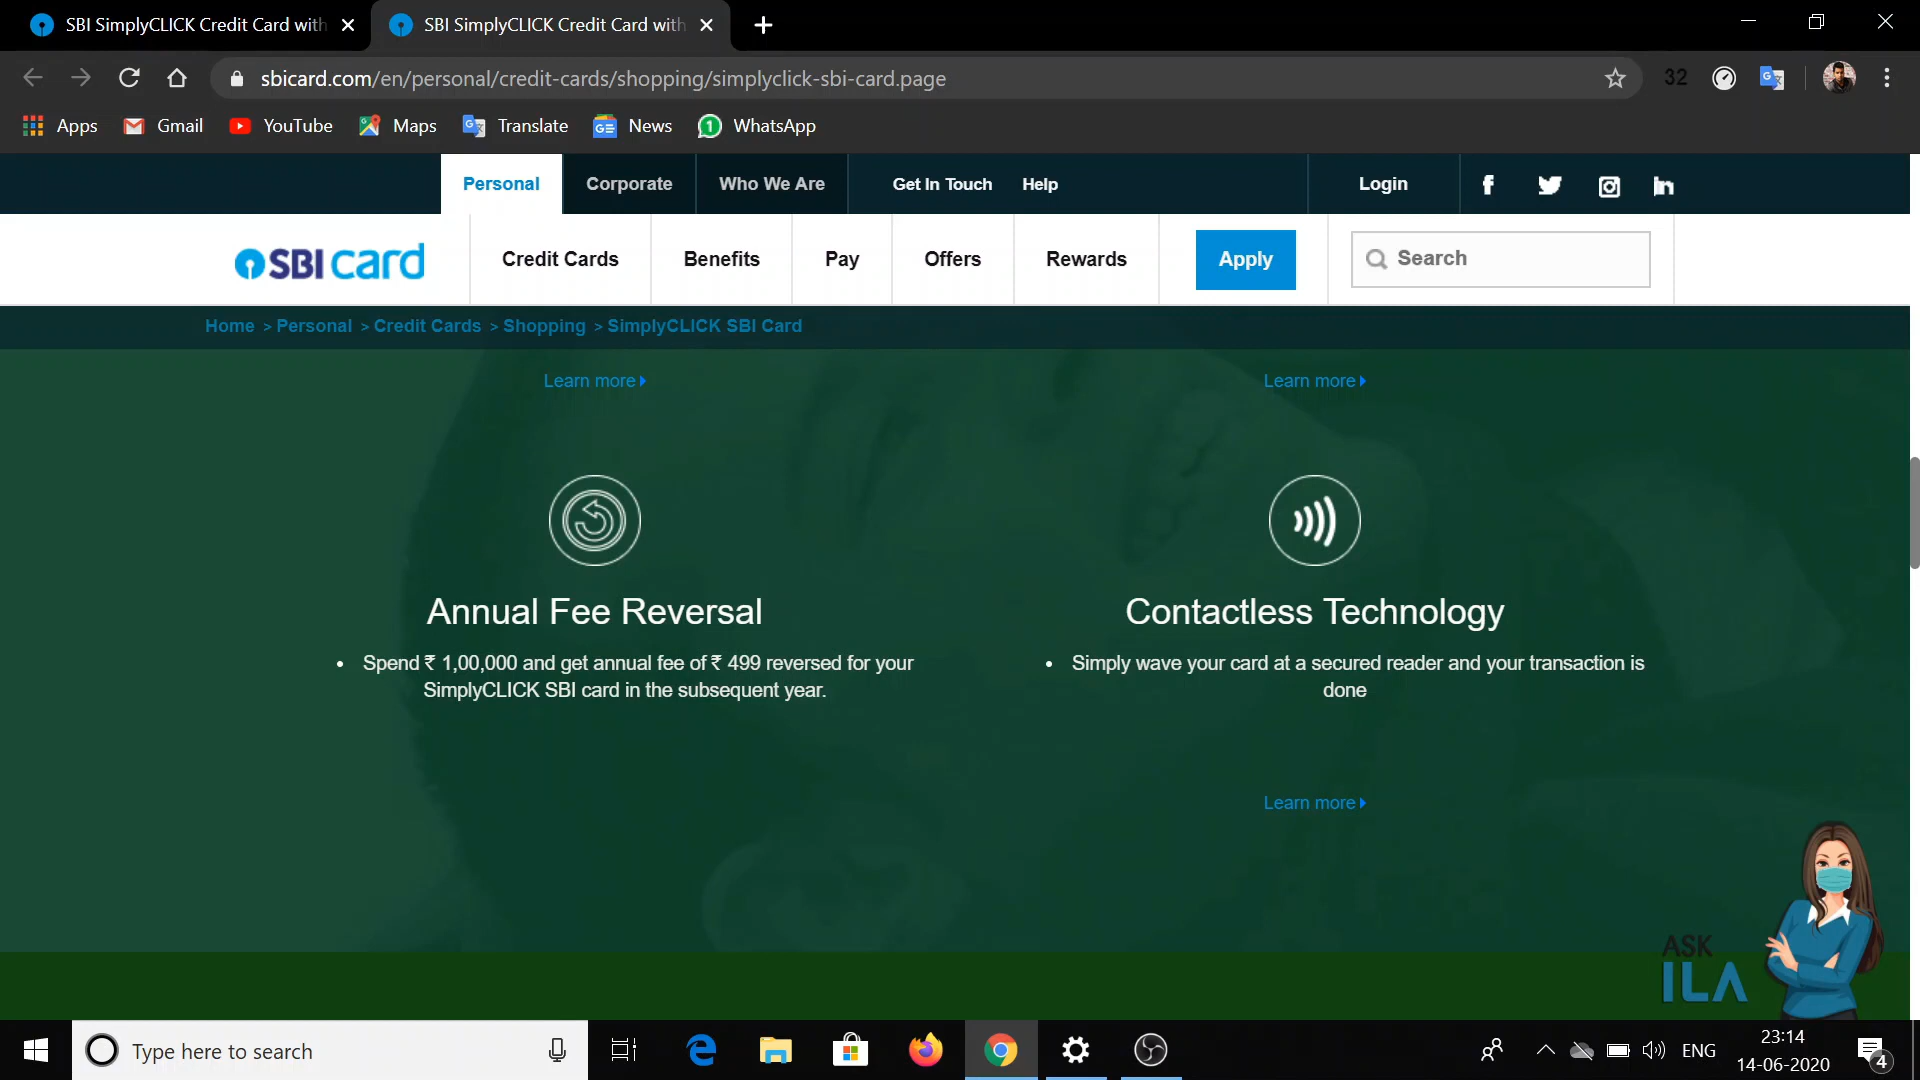 SBI SimplyCLICK Credit Card with
SBI SimplyCLICK Credit Card with
sbicard.com/en/personal/credit-cards/shopping/simplyclick-sbi-card.page
32
Apps
Gmail
YouTube
Maps
Translate
News
1
WhatsApp
Personal
Corporate
Who We Are
Get In Touch
Help
Login
SBI card
Credit Cards
Benefits
Pay
Offers
Rewards
Apply
Search
Home > Personal > Credit Cards > Shopping > SimplyCLICK SBI Card
Learn more
Learn more
Annual Fee Reversal
• Spend ₹ 1,00,000 and get annual fee of ₹ 499 reversed for your
SimplyCLICK SBI card in the subsequent year.
Contactless Technology
• Simply wave your card at a secured reader and your transaction is
done
Learn more
ASK
ILA
Type here to search
ENG
23:14
14-06-2020
4